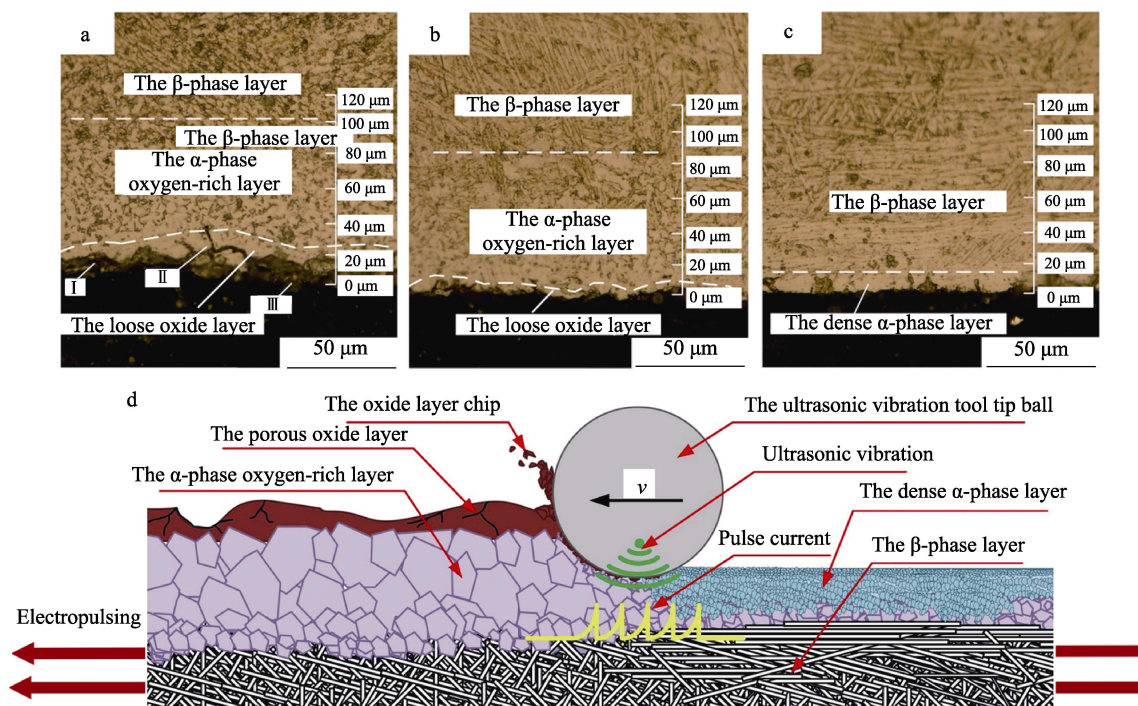 a
The β-phase layer
120 μm
100 μm
The β-phase layer
80 μm
The α-phase
oxygen-rich layer
60 μm
40 μm
20 μm
0 μm
I
II
III
The loose oxide layer
50 μm
b
The β-phase layer
120 μm
100 μm
80 μm
60 μm
The α-phase
oxygen-rich layer
40 μm
20 μm
0 μm
The loose oxide layer
50 μm
c
120 μm
100 μm
80 μm
60 μm
The β-phase layer
40 μm
20 μm
0 μm
The dense α-phase layer
50 μm
d
The oxide layer chip
The porous oxide layer
The α-phase oxygen-rich layer
The ultrasonic vibration tool tip ball
Ultrasonic vibration
v
The dense α-phase layer
Pulse current
The β-phase layer
Electropulsing